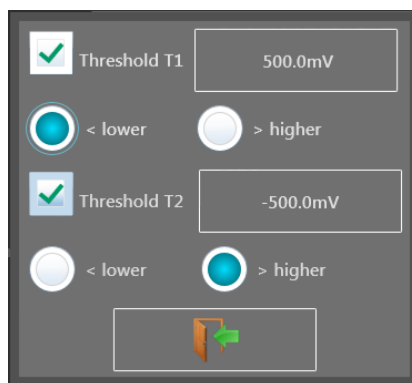 Threshold T1 500.0mV
< lower > higher
Threshold T2 -500.0mV
< lower > higher